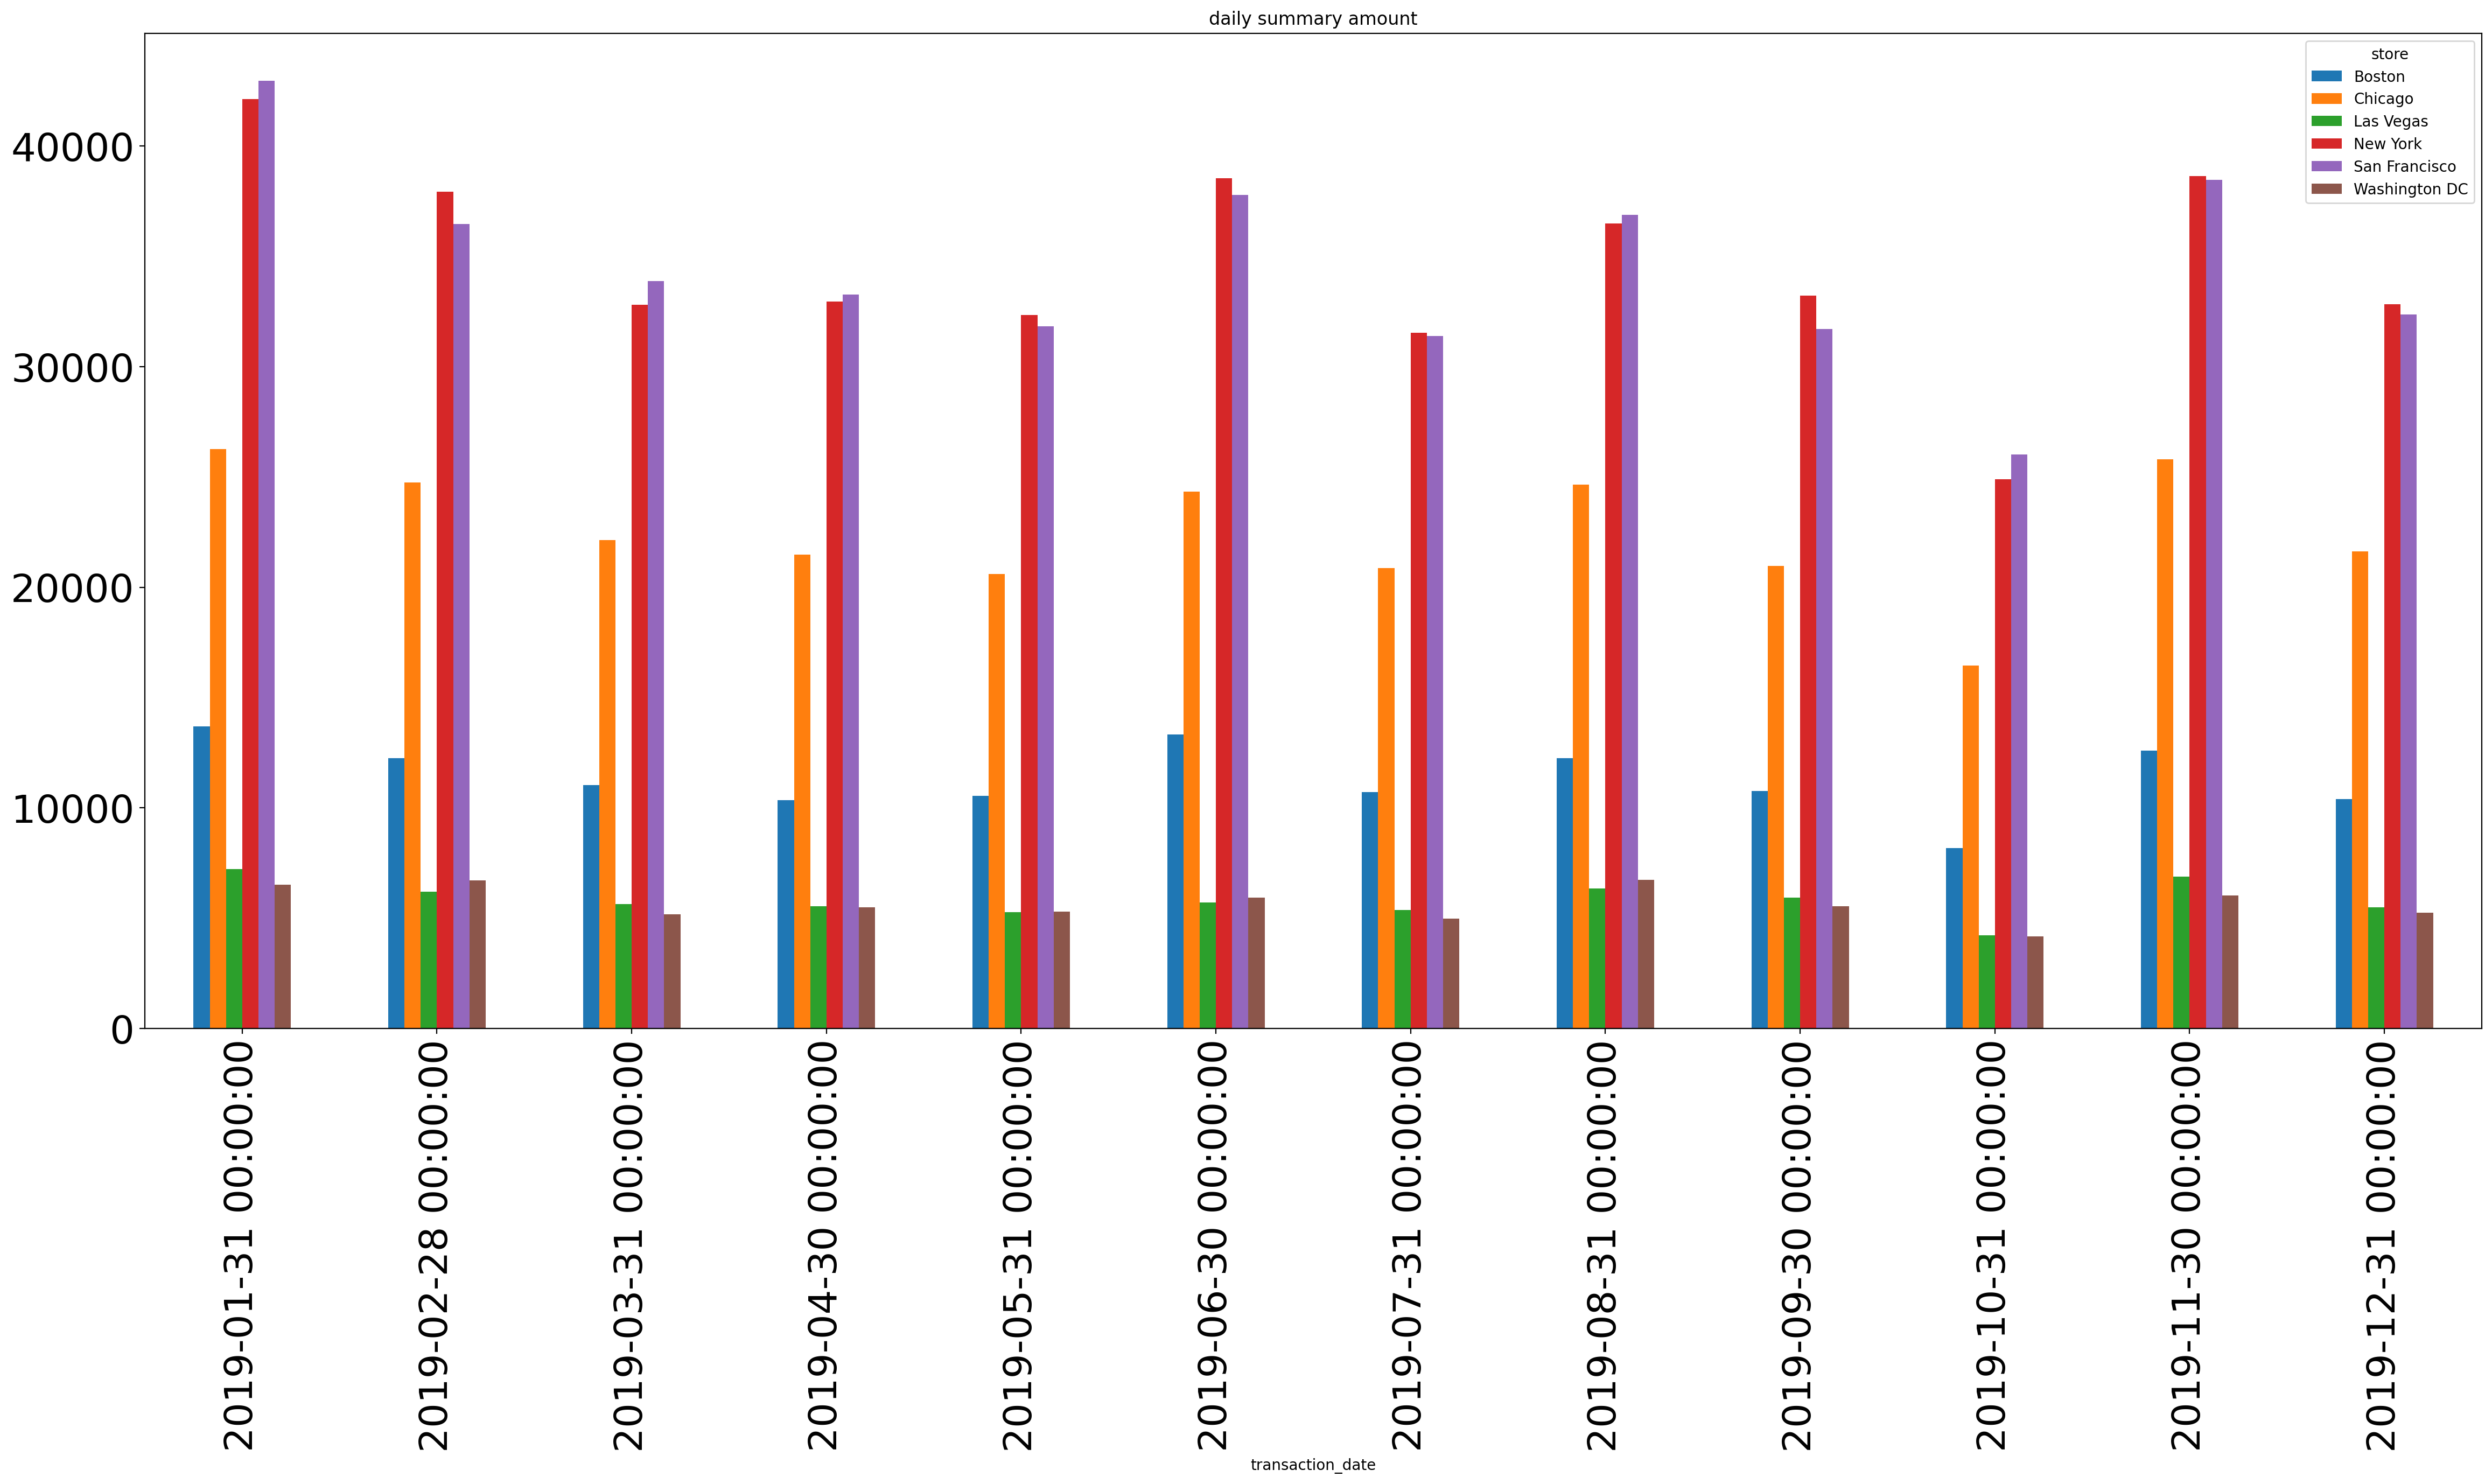 daily summary amount
store
Boston
Chicago
Las Vegas
New York
San Francisco
Washington DC
40000
30000
20000
10000
0
2019-01-31 00:00:00
2019-02-28 00:00:00
2019-03-31 00:00:00
2019-04-30 00:00:00
2019-05-31 00:00:00
2019-06-30 00:00:00
2019-07-31 00:00:00
2019-08-31 00:00:00
2019-09-30 00:00:00
2019-10-31 00:00:00
2019-11-30 00:00:00
2019-12-31 00:00:00
transaction_date